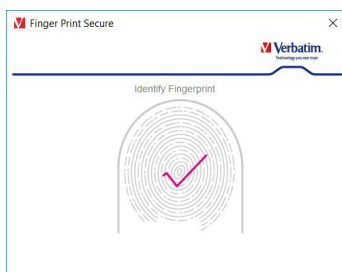 Finger Print Secure
Verbatim.
Technology you can trust
Identify Fingerprint